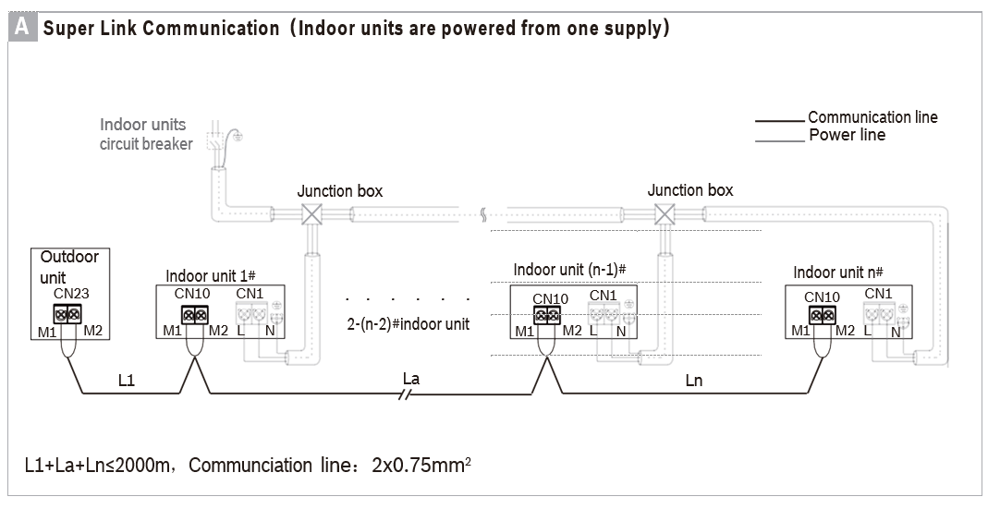 A Super Link Communication (Indoor units are powered from one supply)
Indoor units
circuit breaker
Communication line
Power line
Junction box
Junction box
Outdoor
unit
CN23
M1 M2
Indoor unit 1#
CN10 CN1
M1 M2 L N
· · · · · ·
2-(n-2)#indoor unit
Indoor unit (n-1)#
CN10 CN1
M1 M2 L N
Indoor unit n#
CN10 CN1
M1 M2 L N
L1 La Ln
L1+La+Ln≤2000m, Communciation line: 2x0.75mm²